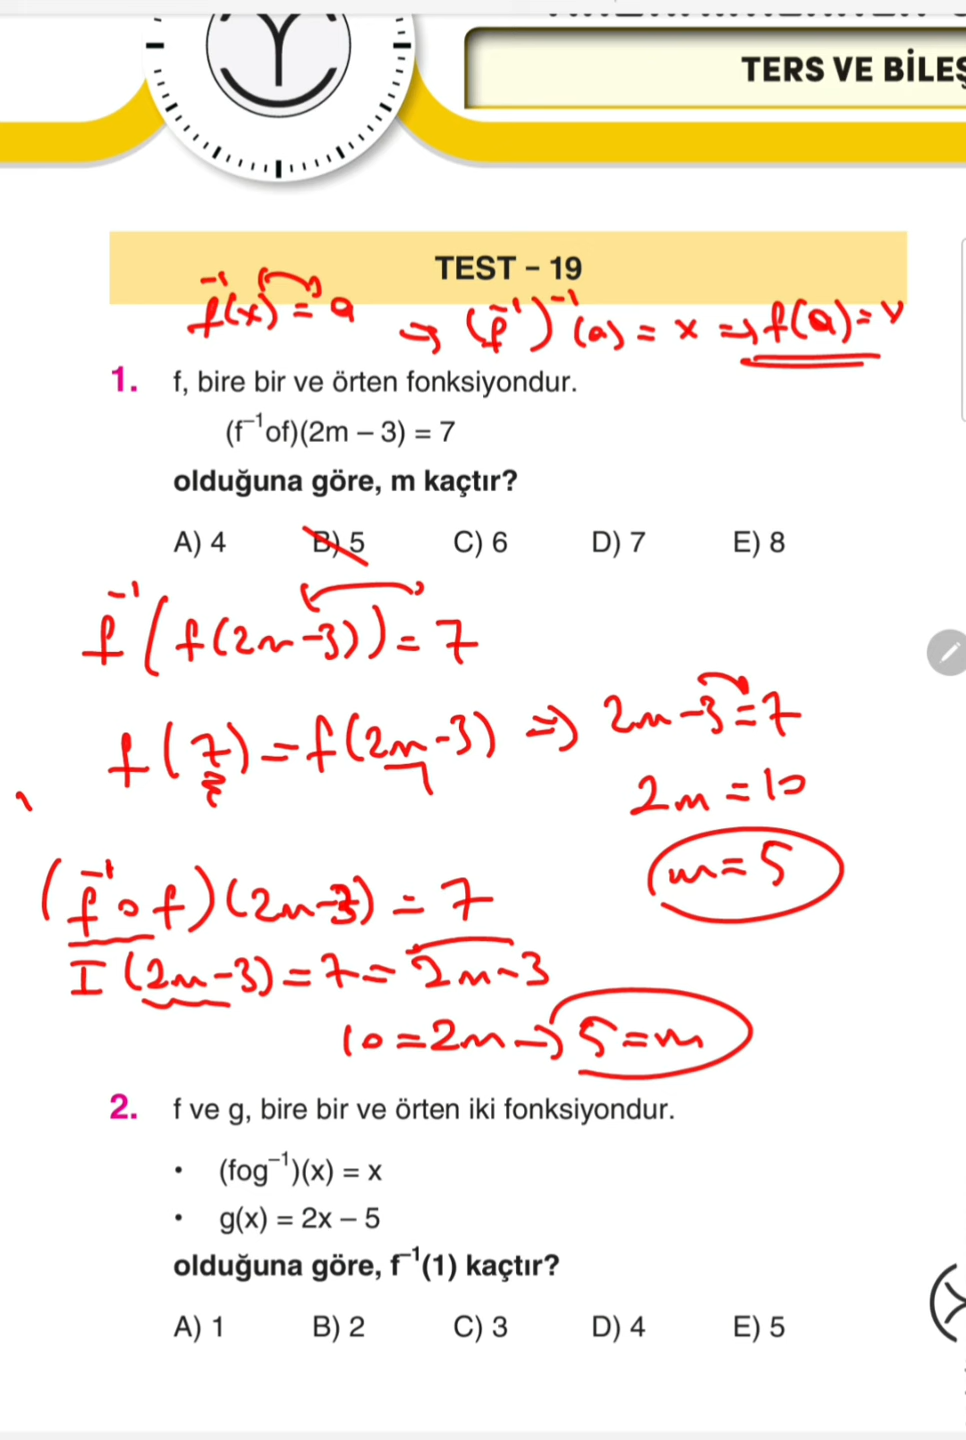 TERS VE BİLEŞ
TEST – 19
f⁻¹(x) = a ⇒ (f⁻¹)⁻¹(a) = x ⇒ f(a) = x
1. f, bire bir ve örten fonksiyondur.
(f⁻¹of)(2m – 3) = 7
olduğuna göre, m kaçtır?
A) 4 B) 5 C) 6 D) 7 E) 8
f⁻¹(f(2m-3)) = 7
f(7) = f(2m-3) ⇒ 2m-3=7
2m = 10
m = 5
(f⁻¹of)(2m-3) = 7
I(2m-3) = 7 = 2m-3
10 = 2m → 5 = m
2. f ve g, bire bir ve örten iki fonksiyondur.
• (fog⁻¹)(x) = x
• g(x) = 2x – 5
olduğuna göre, f⁻¹(1) kaçtır?
A) 1 B) 2 C) 3 D) 4 E) 5